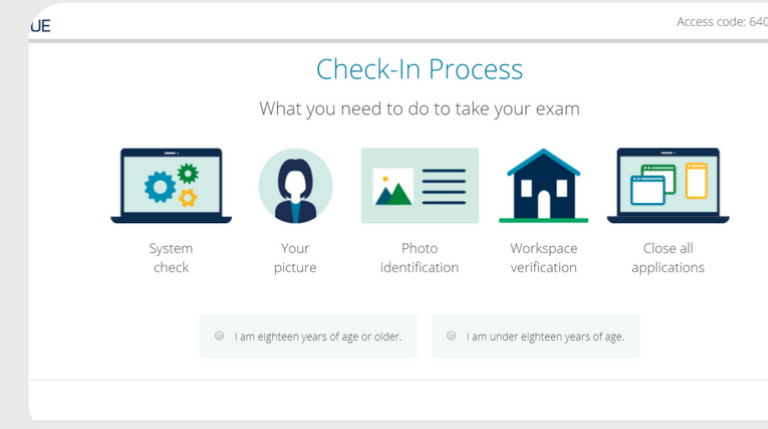 UE
Access code: 640
Check-In Process
What you need to do to take your exam
System
check
Your
picture
Photo
identification
Workspace
verification
Close all
applications
I am eighteen years of age or older.
I am under eighteen years of age.